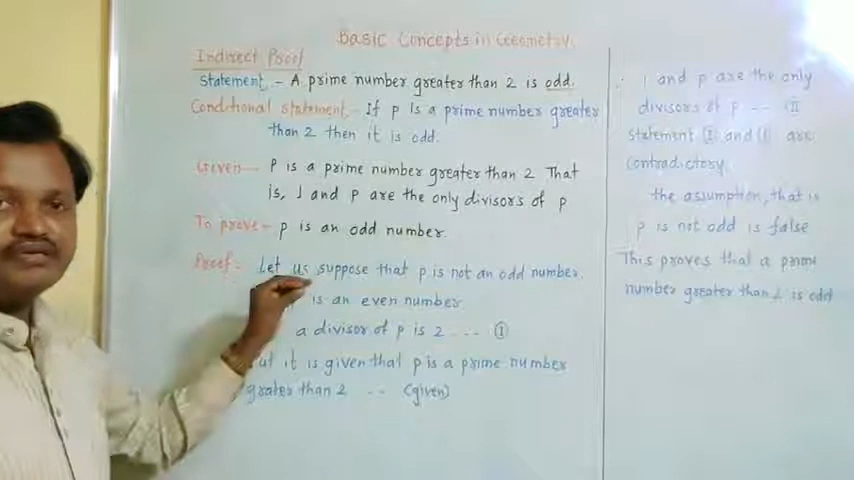 Basic Concepts in Geometry.
Indirect Proof
Statement - A prime number greater than 2 is odd.
Conditional statement - If p is a prime number greater
than 2 then it is odd.
Given - P is a prime number greater than 2 That
is, 1 and p are the only divisors of p
To prove - p is an odd number.
Proof - Let us suppose that p is not an odd number.
is an even number
a divisor of p is 2 --- (I)
it is given that p is a prime number
greater than 2 -- (given)
∴ 1 and p are the only
divisors of p -- (II)
statement (I) and (II) are
contradictory.
the assumption, that is
p is not odd is false
This proves that a prime
number greater than 2 is odd